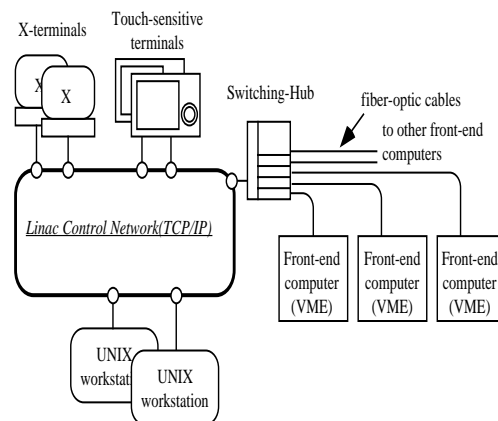 X-terminals
Touch-sensitive
terminals
X
X
Switching-Hub
fiber-optic cables
to other front-end
computers
Linac Control Network(TCP/IP)
Front-end
computer
(VME)
Front-end
computer
(VME)
Front-end
computer
(VME)
UNIX
workstati
UNIX
workstation